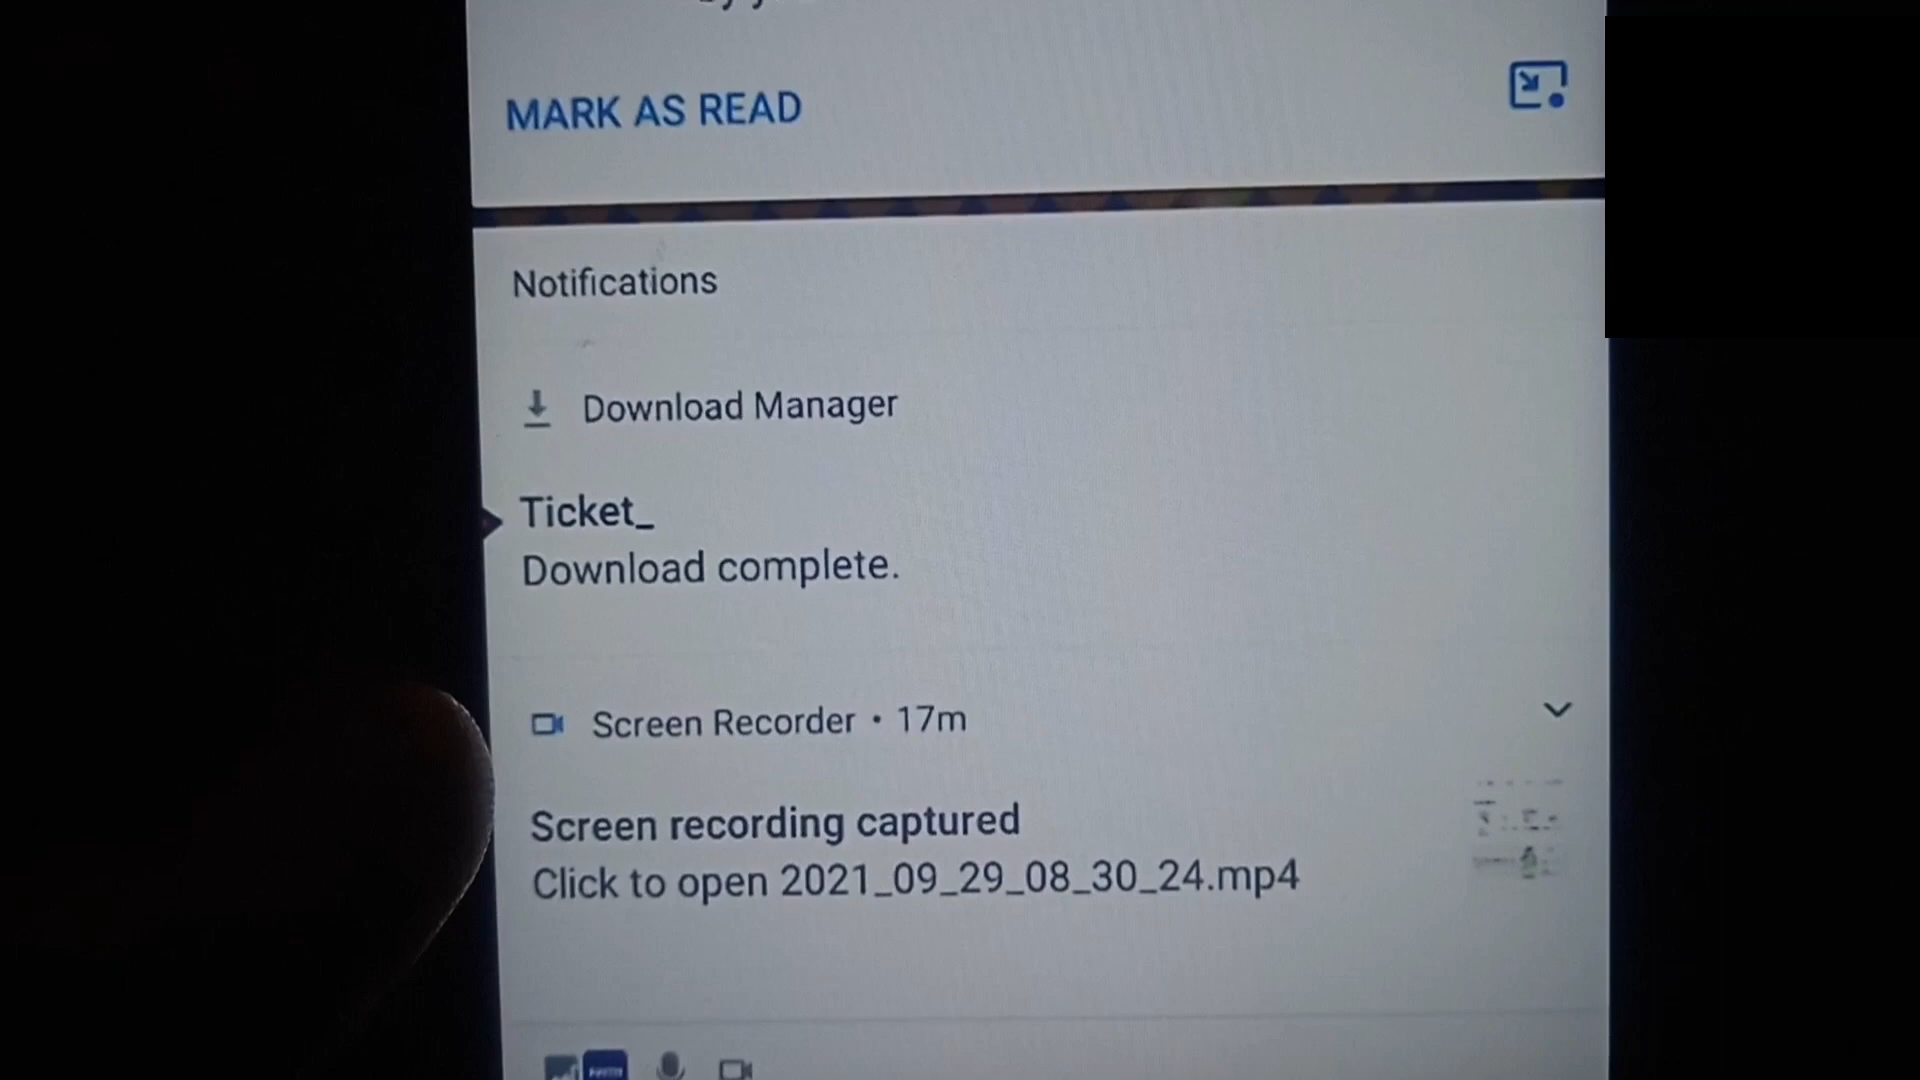 MARK AS READ
Notifications
Download Manager
Ticket_
Download complete.
Screen Recorder • 17m
Screen recording captured
Click to open 2021_09_29_08_30_24.mp4